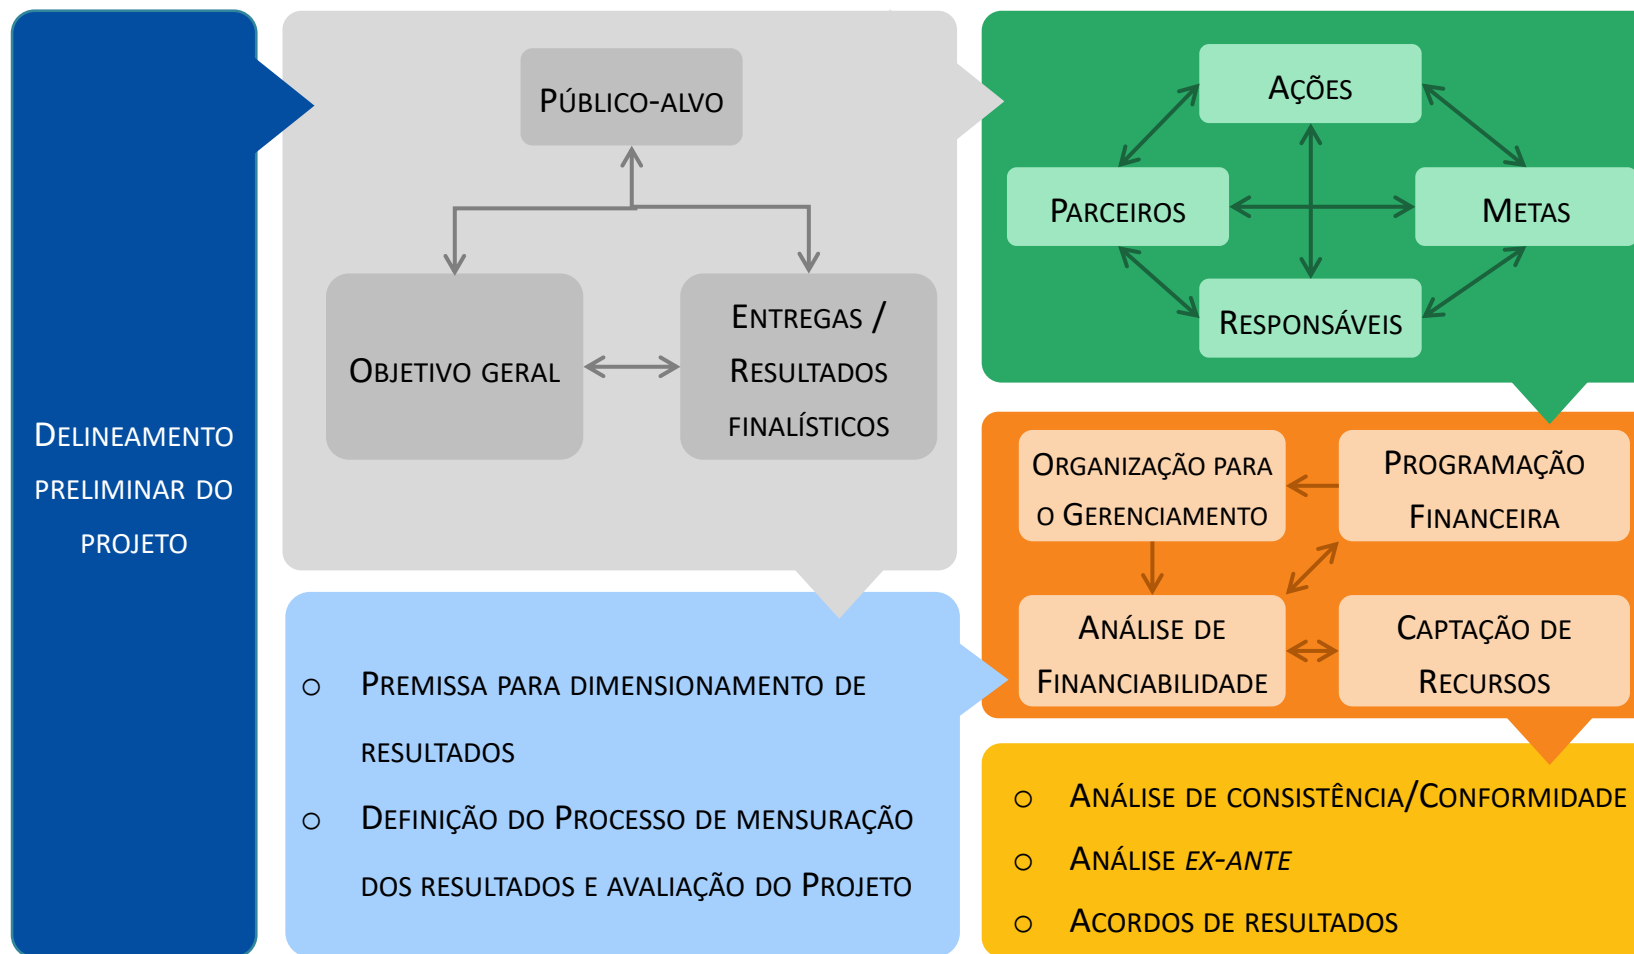 Delineamento
preliminar do
projeto
Público-alvo
Objetivo geral
Entregas /
Resultados
finalísticos
Ações
Parceiros
Metas
Responsáveis
Organização para
o Gerenciamento
Programação
Financeira
Análise de
Financiabilidade
Captação de
Recursos
o Premissa para dimensionamento de
resultados
o Definição do Processo de mensuração
dos resultados e avaliação do Projeto
o Análise de consistência/Conformidade
o Análise ex-ante
o Acordos de resultados